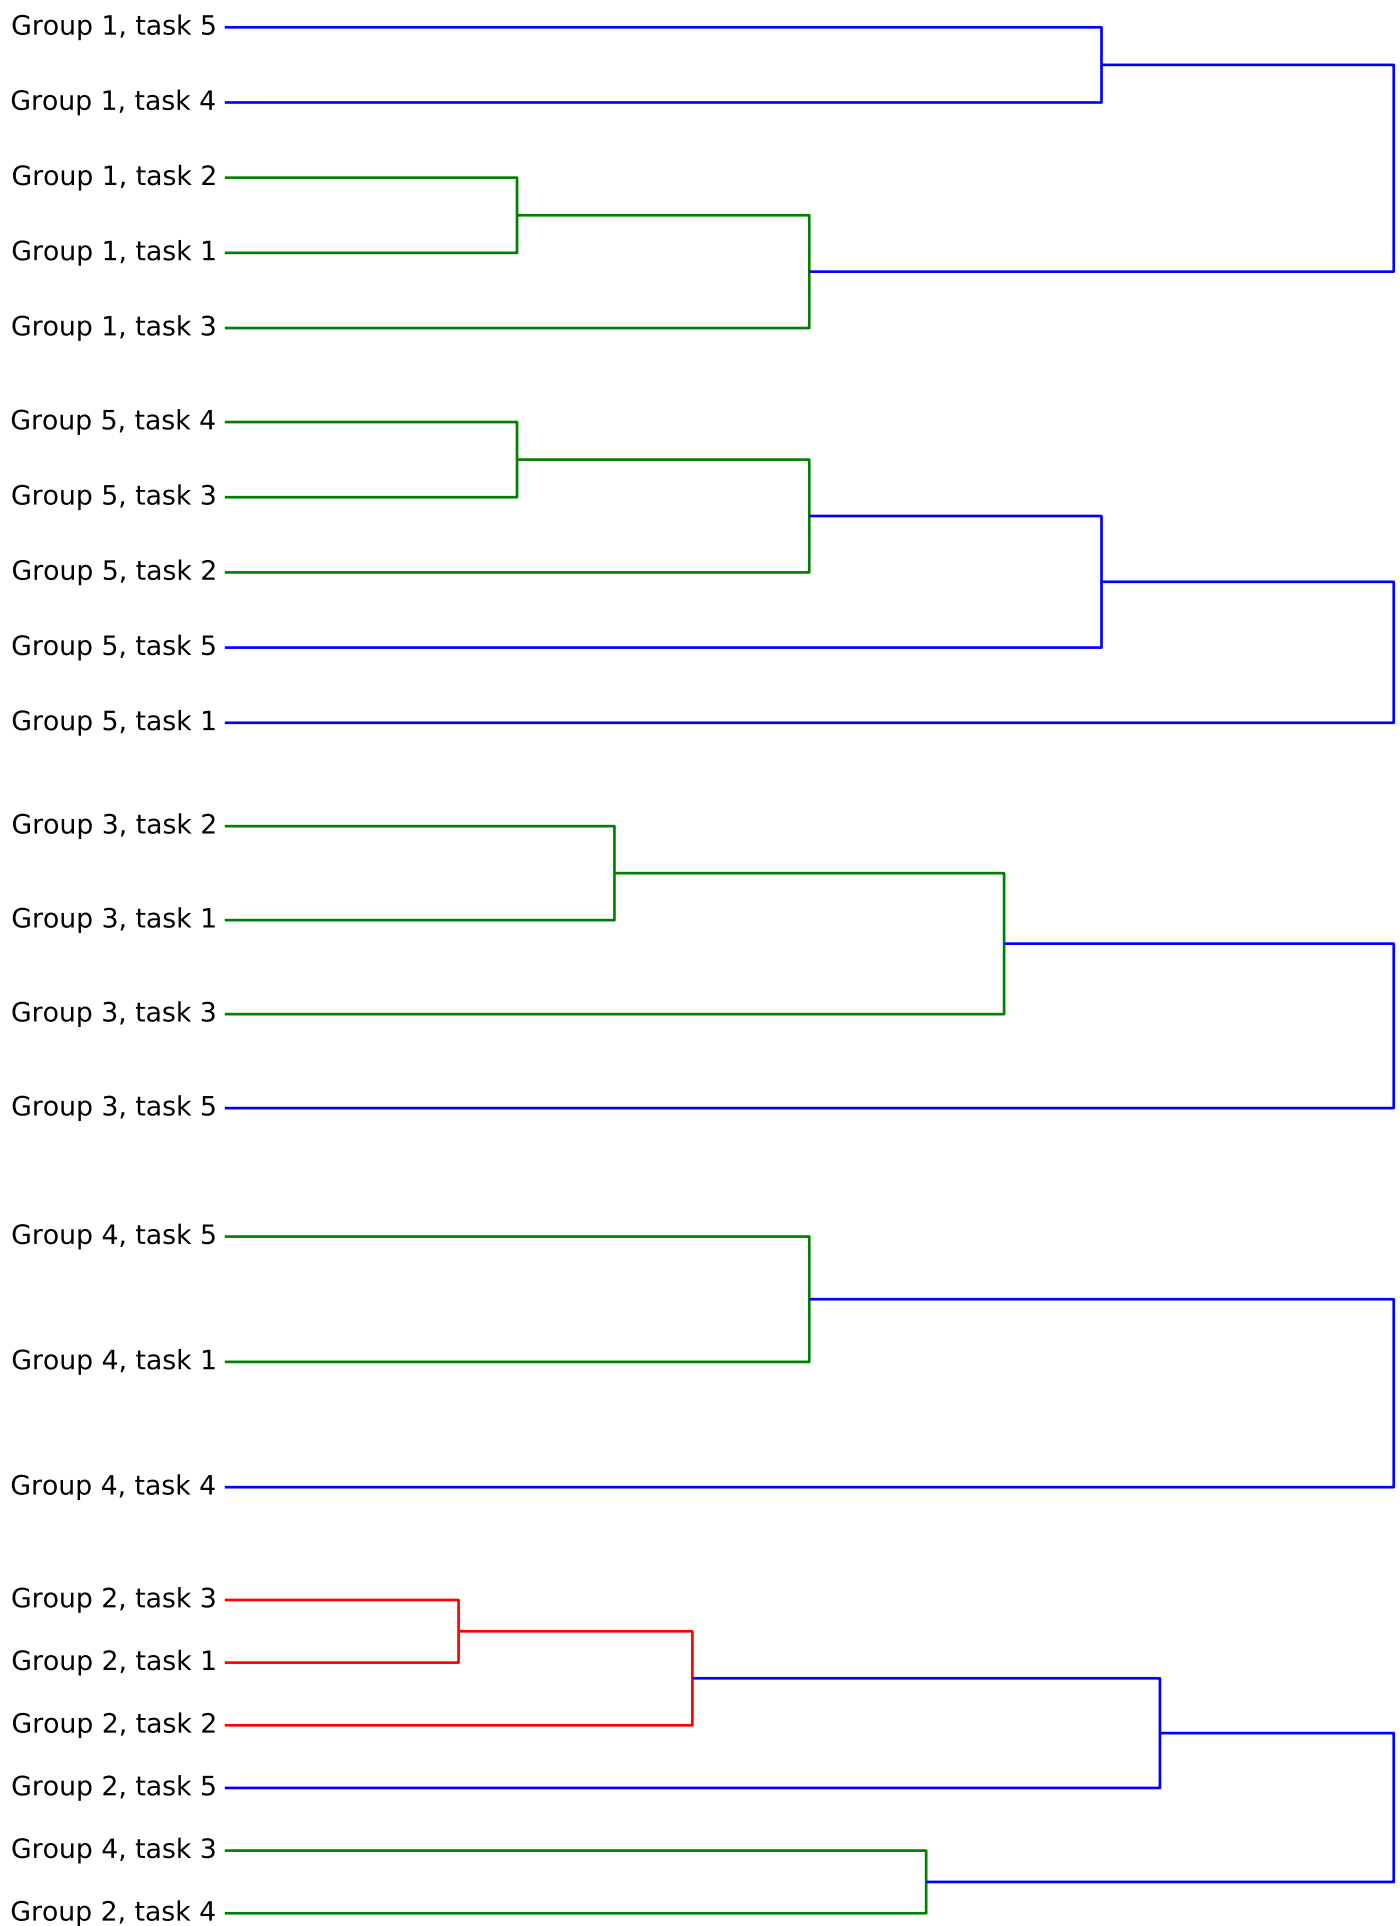 Group 1, task 5
Group 1, task 4
Group 1, task 2
Group 1, task 1
Group 1, task 3
Group 5, task 4
Group 5, task 3
Group 5, task 2
Group 5, task 5
Group 5, task 1
Group 3, task 2
Group 3, task 1
Group 3, task 3
Group 3, task 5
Group 4, task 5
Group 4, task 1
Group 4, task 4
Group 2, task 3
Group 2, task 1
Group 2, task 2
Group 2, task 5
Group 4, task 3
Group 2, task 4